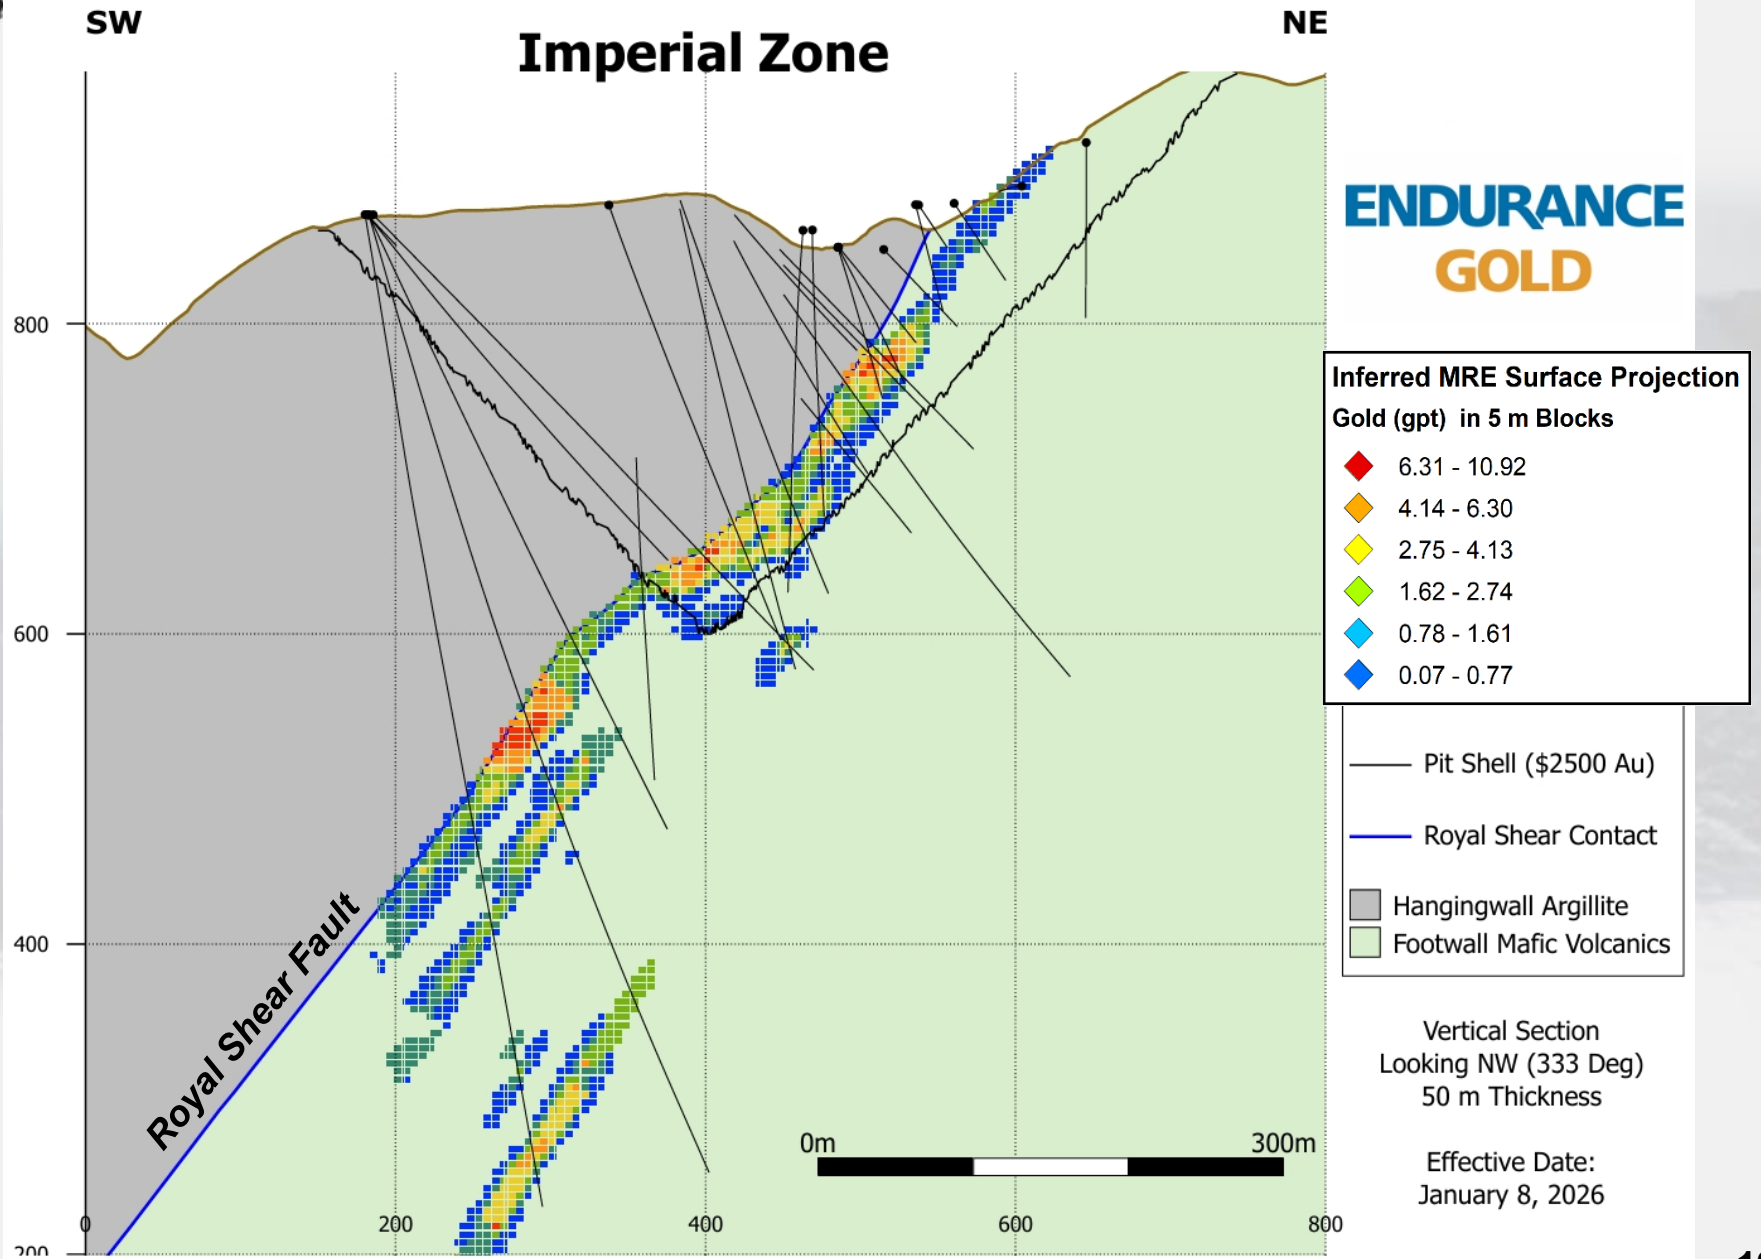 SW
NE
Imperial Zone
ENDURANCE
GOLD
800
600
400
200
Inferred MRE Surface Projection
Gold (gpt) in 5 m Blocks
6.31 - 10.92
4.14 - 6.30
2.75 - 4.13
1.62 - 2.74
0.78 - 1.61
0.07 - 0.77
Pit Shell ($2500 Au)
Royal Shear Contact
Hangingwall Argillite
Footwall Mafic Volcanics
Royal Shear Fault
Vertical Section
Looking NW (333 Deg)
50 m Thickness
Effective Date:
January 8, 2026
0m 300m
0 200 400 600 800